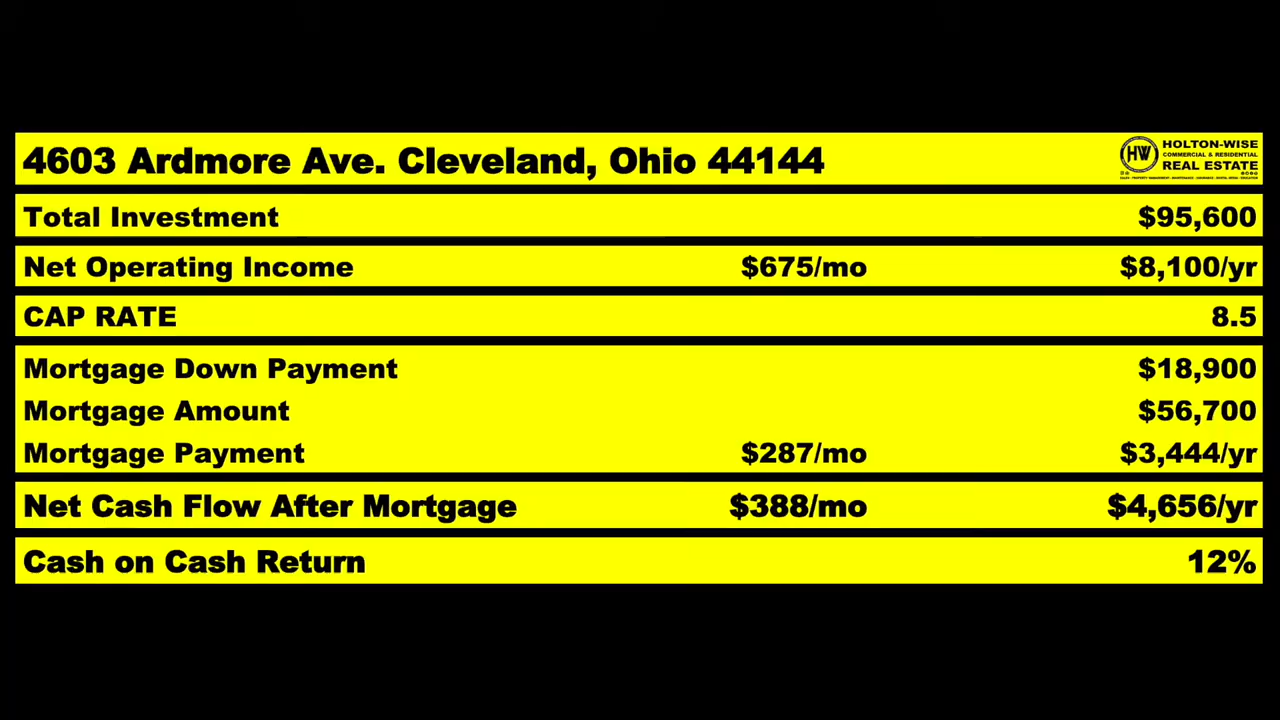 4603 Ardmore Ave. Cleveland, Ohio 44144
HW
HOLTON-WISE
COMMERCIAL & RESIDENTIAL
REAL ESTATE
Total Investment $95,600
Net Operating Income $675/mo $8,100/yr
CAP RATE 8.5
Mortgage Down Payment $18,900
Mortgage Amount $56,700
Mortgage Payment $287/mo $3,444/yr
Net Cash Flow After Mortgage $388/mo $4,656/yr
Cash on Cash Return 12%